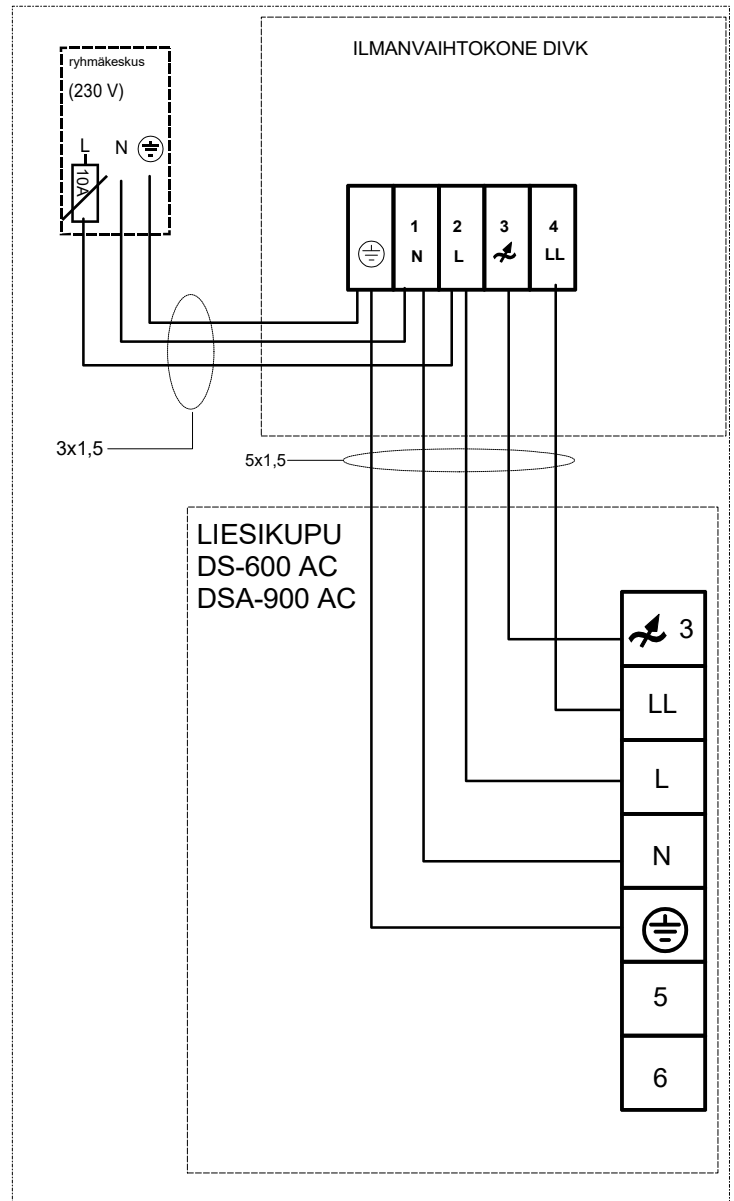 ILMANVAIHTOKONE DIVK
ryhmäkeskus
(230 V)
L N
10A
1 2 3 4
N L LL
3x1,5
5x1,5
LIESIKUPU
DS-600 AC
DSA-900 AC
3
LL
L
N
5
6